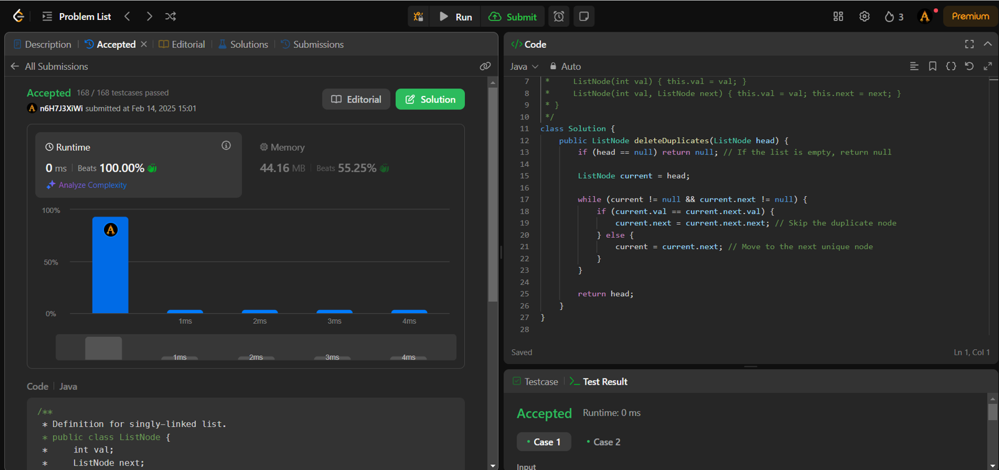 Problem List
Run
Submit
3
Premium
Description
Accepted
Editorial
Solutions
Submissions
All Submissions
Accepted 168 / 168 testcases passed
n6H7J3XiWi submitted at Feb 14, 2025 15:01
Editorial
Solution
Runtime
0 ms Beats 100.00%
Analyze Complexity
Memory
44.16 MB Beats 55.25%
100%
50%
0%
1ms 2ms 3ms 4ms
1ms 2ms 3ms 4ms
Code Java
/**
* Definition for singly-linked list.
* public class ListNode {
*     int val;
*     ListNode next;
</> Code
Java
Auto
7 *     ListNode(int val) { this.val = val; }
8 *     ListNode(int val, ListNode next) { this.val = val; this.next = next; }
9 * }
10 */
11 class Solution {
12     public ListNode deleteDuplicates(ListNode head) {
13         if (head == null) return null; // If the list is empty, return null
14
15         ListNode current = head;
16
17         while (current != null && current.next != null) {
18             if (current.val == current.next.val) {
19                 current.next = current.next.next; // Skip the duplicate node
20             } else {
21                 current = current.next; // Move to the next unique node
22             }
23         }
24
25         return head;
26     }
27 }
28
Saved
Ln 1, Col 1
Testcase
>_ Test Result
Accepted Runtime: 0 ms
• Case 1
• Case 2
Input